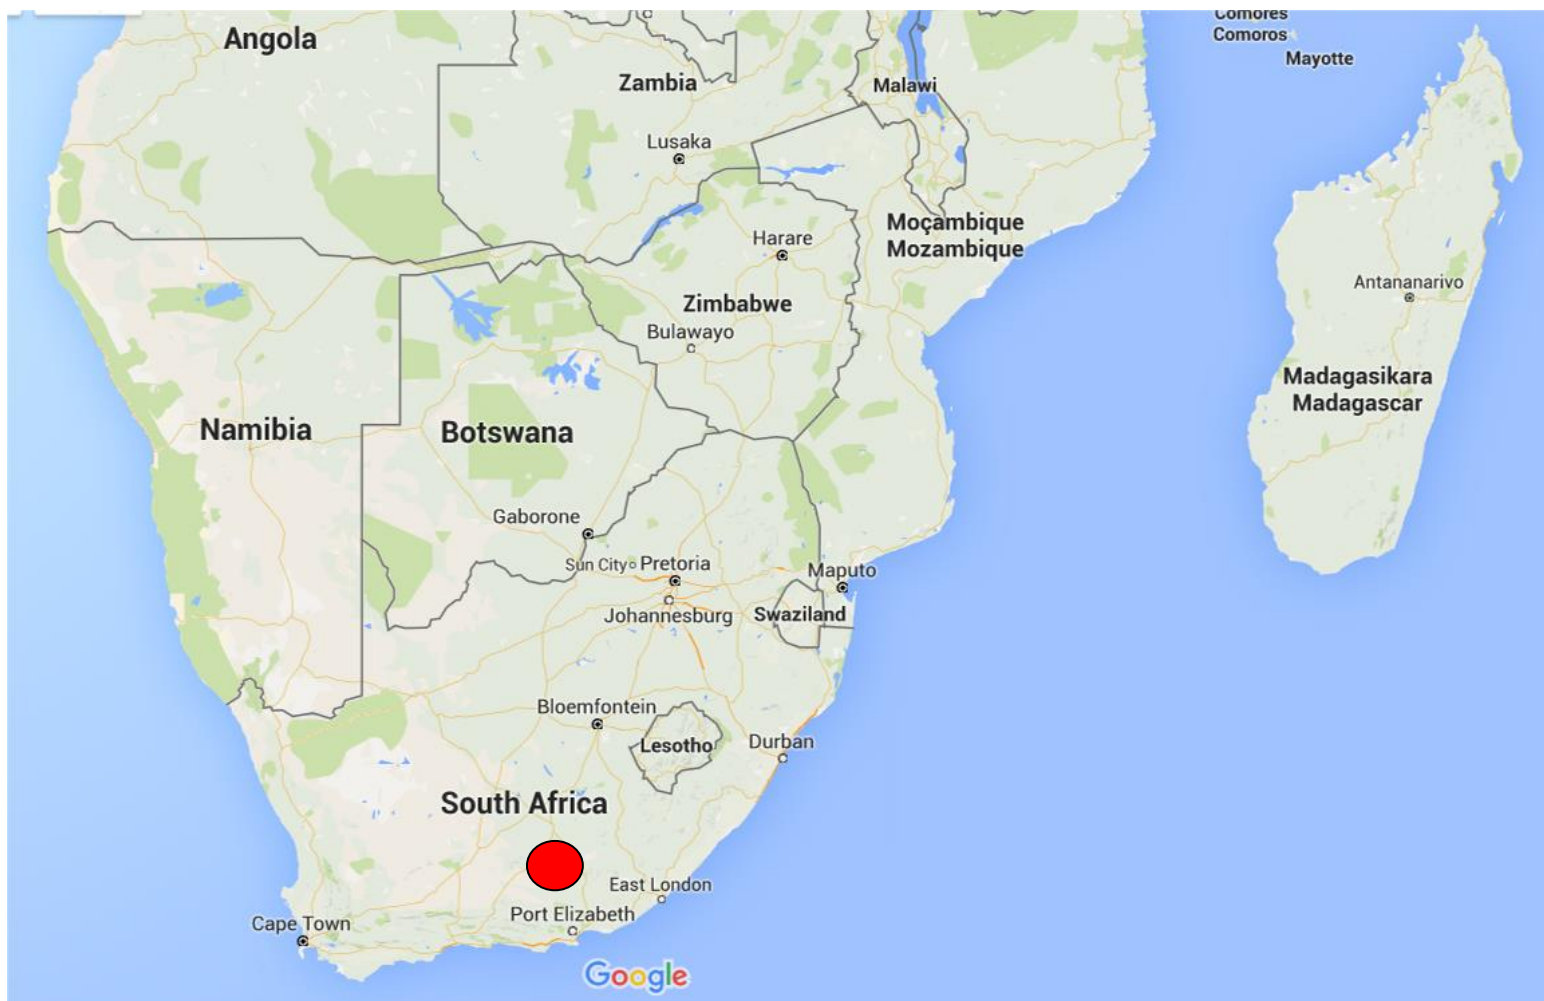 Comores
Comoros
Mayotte
Angola
Zambia
Malawi
Lusaka
Moçambique
Mozambique
Harare
Zimbabwe
Bulawayo
Antananarivo
Madagasikara
Madagascar
Namibia
Botswana
Gaborone
Sun City
Pretoria
Maputo
Johannesburg
Swaziland
Bloemfontein
Lesotho
Durban
South Africa
East London
Port Elizabeth
Cape Town
Google